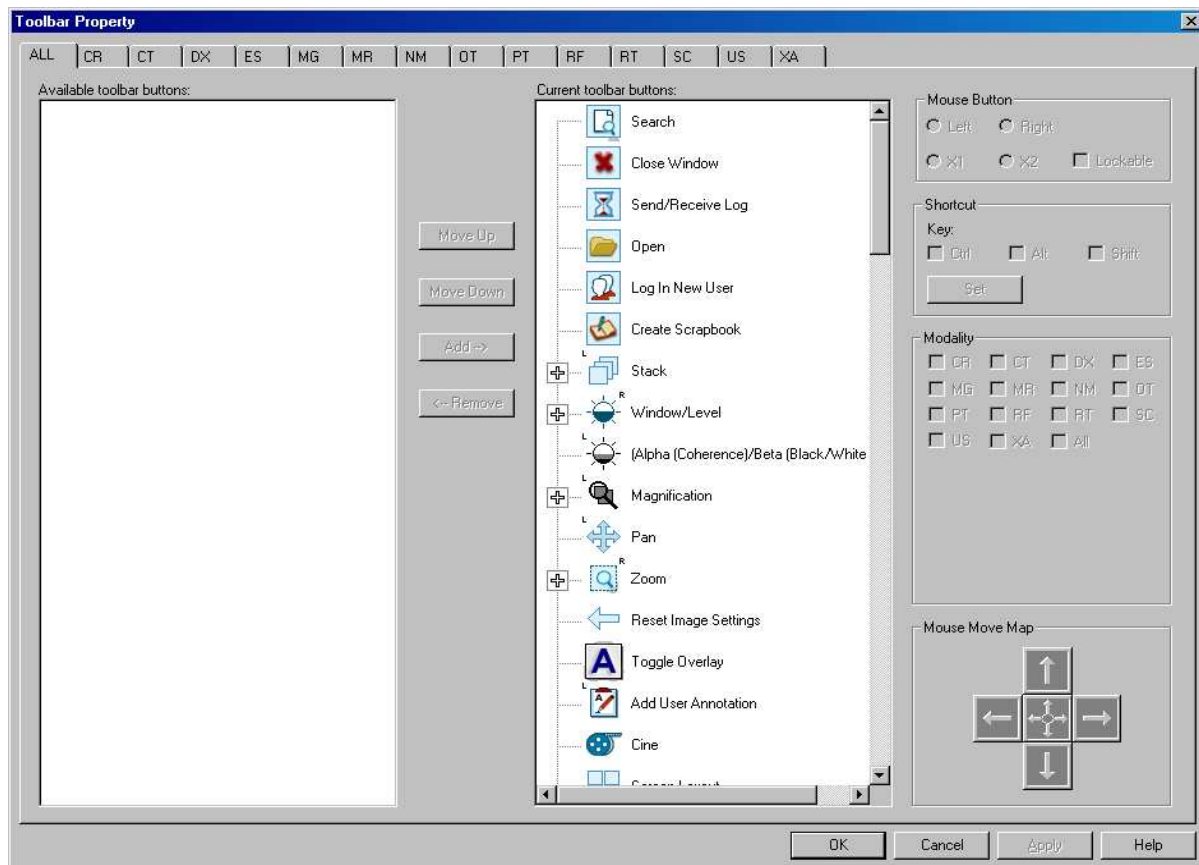 Toolbar Property
ALL CR CT DX ES MG MR NM OT PT RF RT SC US XA
Available toolbar buttons:
Current toolbar buttons:
Search
Close Window
Send/Receive Log
Open
Log In New User
Create Scrapbook
L
Stack
R
Window/Level
L
(Alpha (Coherence)/Beta (Black/White
L
Magnification
L
Pan
R
Zoom
Reset Image Settings
A
Toggle Overlay
L
A
Add User Annotation
Cine
Screen Layout
Move Up
Move Down
Add -->
<-- Remove
Mouse Button
Left Right
X1 X2 Lockable
Shortcut
Key:
Ctrl Alt Shift
Set
Modality
CR CT DX ES
MG MR NM OT
PT RF RT SC
US XA All
Mouse Move Map
OK Cancel Apply Help